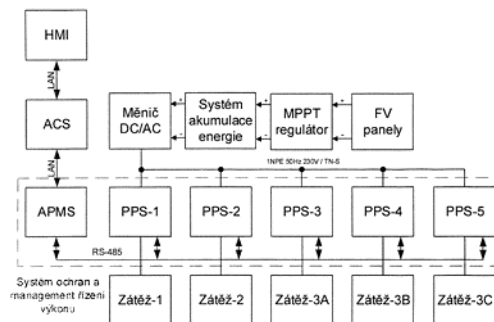 HMI
LAN
ACS
LAN
APMS
Měnič
DC/AC
Systém
akumulace
energie
MPPT
regulátor
FV
panely
+
-
+
-
+
-
1NPE 50Hz 230V / TN-S
PPS-1
PPS-2
PPS-3
PPS-4
PPS-5
RS-485
Systém ochran a
management řízení
výkonu
Zátěž-1
Zátěž-2
Zátěž-3A
Zátěž-3B
Zátěž-3C